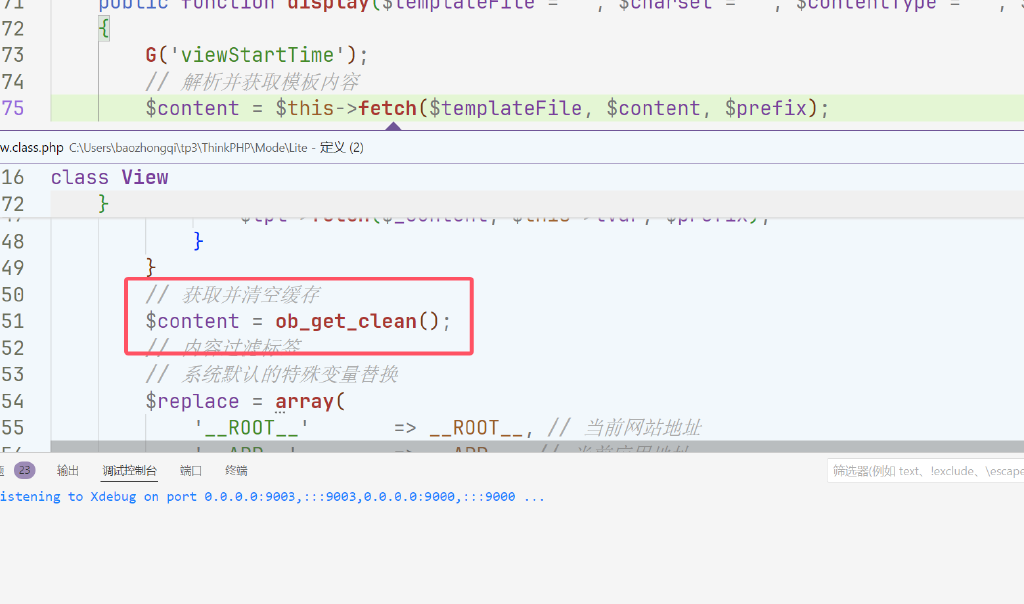 71 public function display($templateFile = '', $charset = '', $contentType = '',
72 {
73 G('viewStartTime');
74 // 解析并获取模板内容
75 $content = $this->fetch($templateFile, $content, $prefix);
w.class.php C:\Users\baozhongqi\tp3\ThinkPHP\Mode\Lite - 定义 (2)
16 class View
72 }
47 $tpl->fetch($_content, $this->tVar, $prefix);
48 }
49 }
50 // 获取并清空缓存
51 $content = ob_get_clean();
52 // 内容过滤标签
53 // 系统默认的特殊变量替换
54 $replace = array(
55 '__ROOT__' => __ROOT__, // 当前网站地址
题 23 输出 调试控制台 端口 终端 筛选器(例如 text、!exclude、\escape
istening to Xdebug on port 0.0.0.0:9003,:::9003,0.0.0.0:9000,:::9000 ...